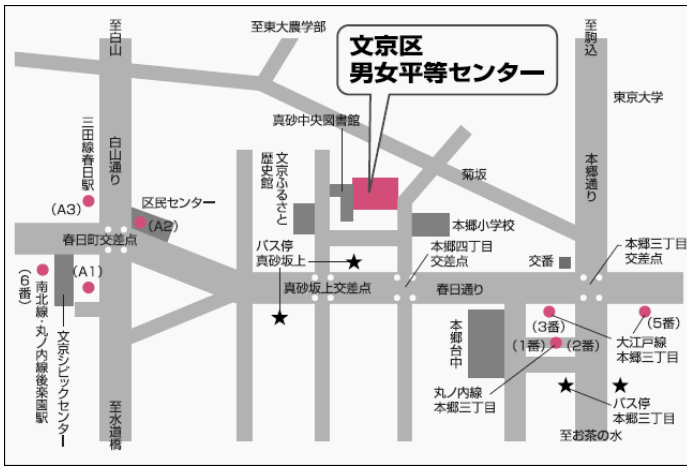 至白山
至東大農学部
文京区
男女平等センター
至駒込
東京大学
三田線春日駅
白山通り
真砂中央図書館
文京ふるさと
歴史館
菊坂
本郷通り
(A3)
区民センター
(A2)
本郷小学校
春日町交差点
バス停
真砂坂上
本郷四丁目
交差点
交番
本郷三丁目
交差点
(6番)
(A1)
南北線・丸ノ内線後楽園駅
文京シビックセンター
真砂坂上交差点
春日通り
本郷台中
(3番)
(5番)
(1番)
(2番)
大江戸線
本郷三丁目
丸ノ内線
本郷三丁目
バス停
本郷三丁目
至水道橋
至お茶の水